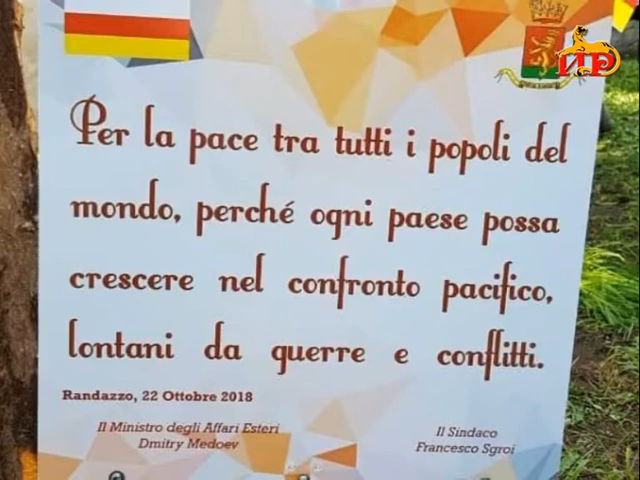 ИР
Per la pace tra tutti i popoli del
mondo, perché ogni paese possa
crescere nel confronto pacifico,
lontani da guerre e conflitti.
Randazzo, 22 Ottobre 2018
Il Ministro degli Affari Esteri
Dmitry Medoev
Il Sindaco
Francesco Sgroi